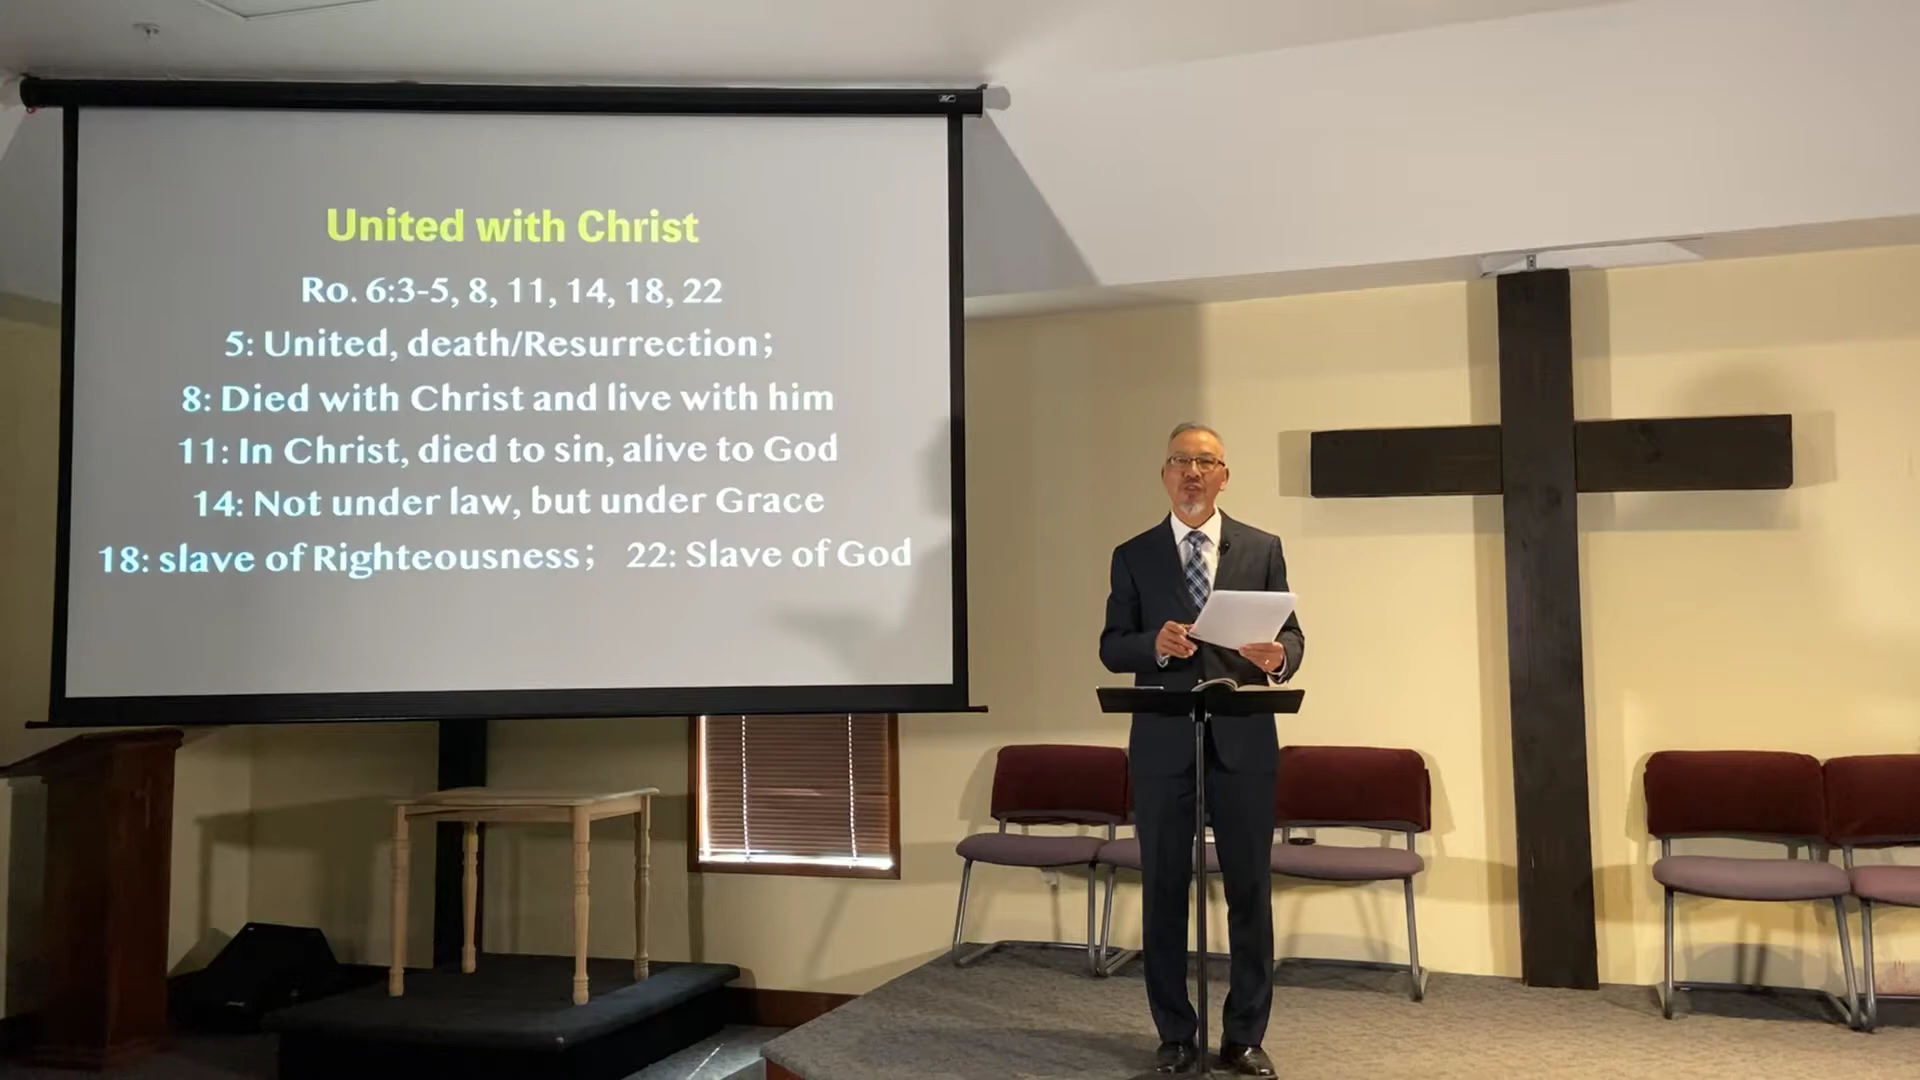 United with Christ
Ro. 6:3-5, 8, 11, 14, 18, 22
5: United, death/Resurrection；
8: Died with Christ and live with him
11: In Christ, died to sin, alive to God
14: Not under law, but under Grace
18: slave of Righteousness； 22: Slave of God